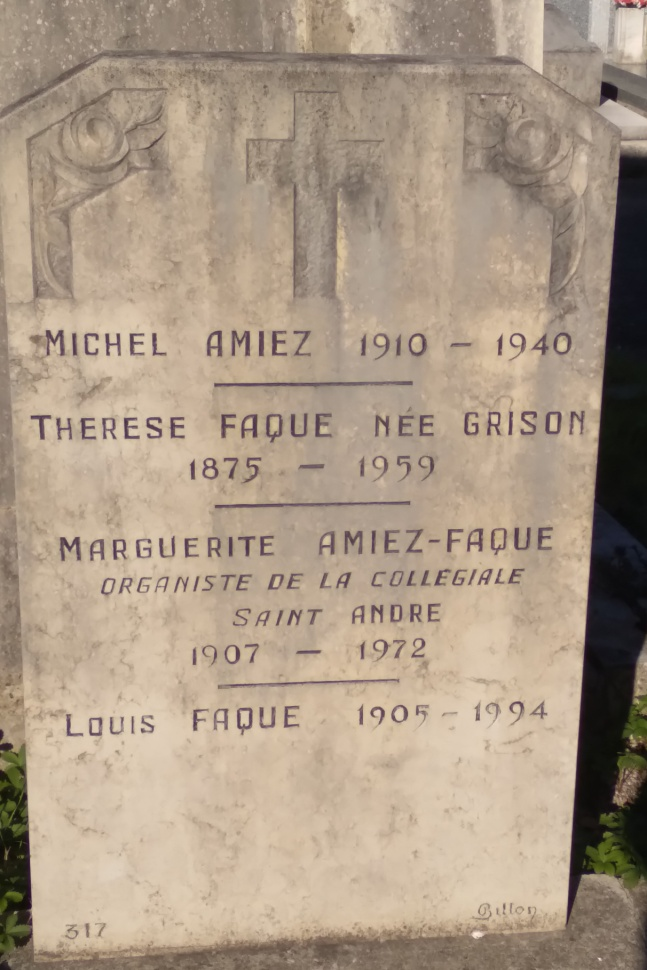 MICHEL AMIEZ 1910 - 1940
THERESE FAQUE NÉE GRISON
1875 - 1959
MARGUERITE AMIEZ-FAQUE
ORGANISTE DE LA COLLEGIALE
SAINT ANDRE
1907 - 1972
LOUIS FAQUE 1905 - 1994
317 Billon